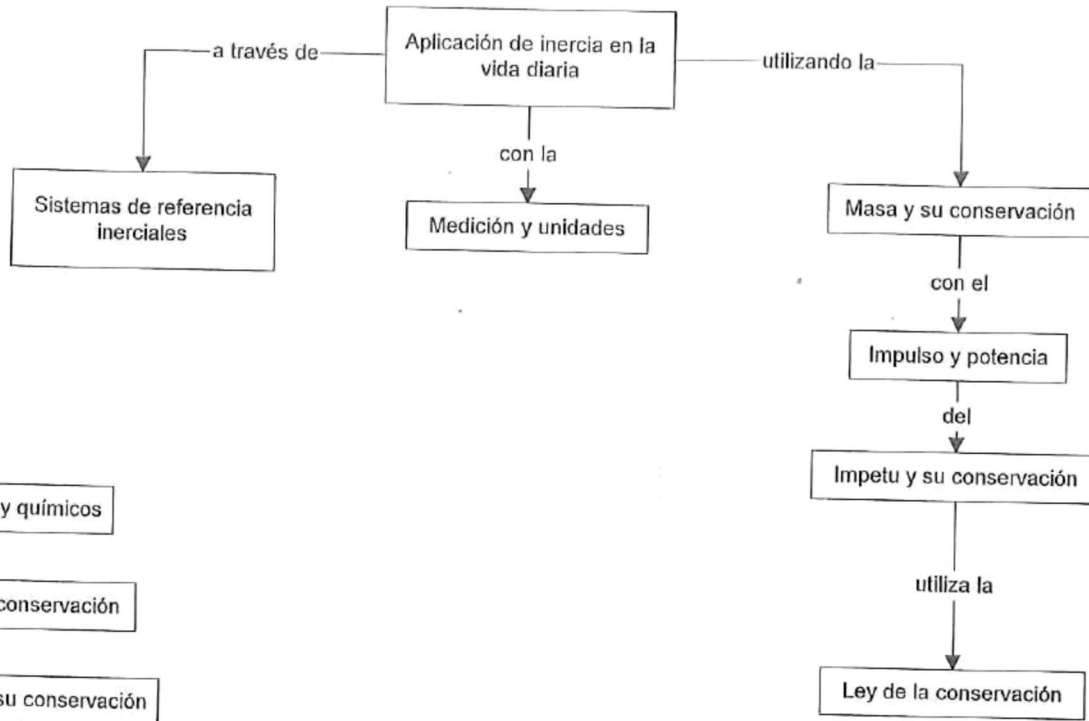 Aplicación de inercia en la
vida diaria
a través de
utilizando la
con la
Sistemas de referencia
inerciales
Medición y unidades
Masa y su conservación
con el
Impulso y potencia
del
Impetu y su conservación
utiliza la
Ley de la conservación
y químicos
conservación
su conservación